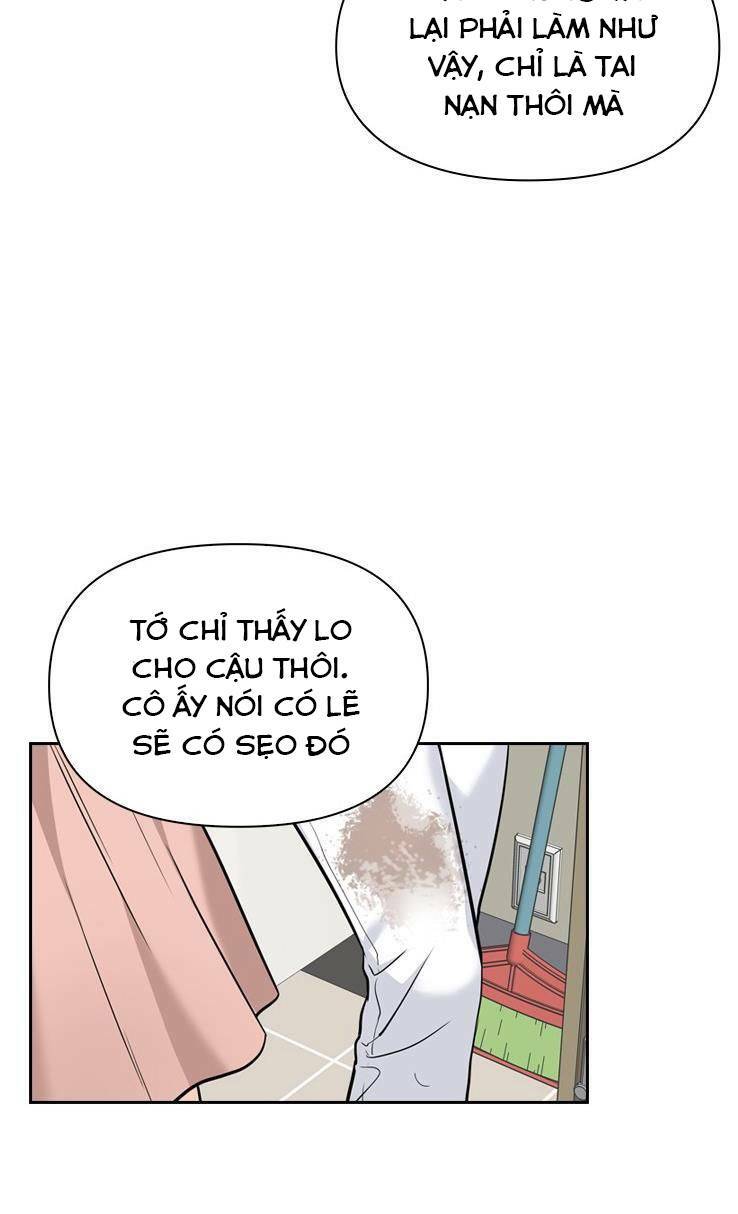 LẠI PHẢI LÀM NHƯ
VẬY, CHỈ LÀ TAI
NẠN THÔI MÀ
TỚ CHỈ THẤY LO
CHO CẬU THÔI.
CÔ ẤY NÓI CÓ LẼ
SẼ CÓ SẸO ĐÓ